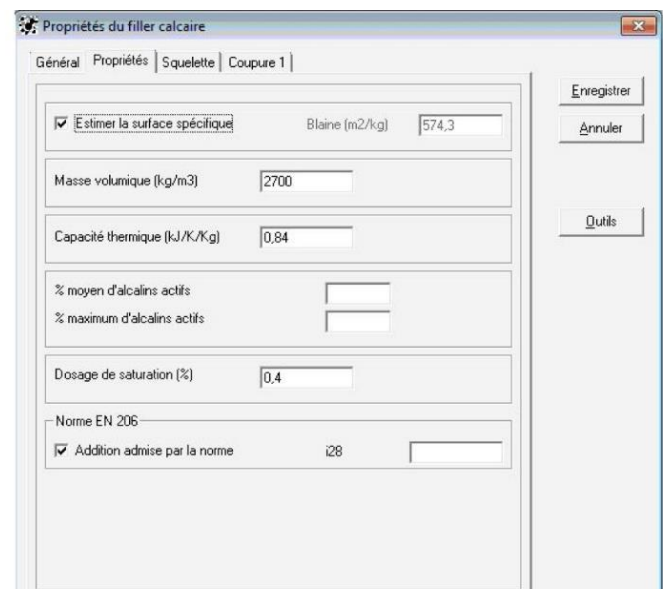 Propriétés du filler calcaire
Général Propriétés Squelette Coupure 1
Enregistrer
Estimer la surface spécifique Blaine (m2/kg) 574,3
Annuler
Masse volumique (kg/m3) 2700
Outils
Capacité thermique (kJ/K/Kg) 0,84
% moyen d'alcalins actifs
% maximum d'alcalins actifs
Dosage de saturation (%) 0,4
Norme EN 206
Addition admise par la norme i28